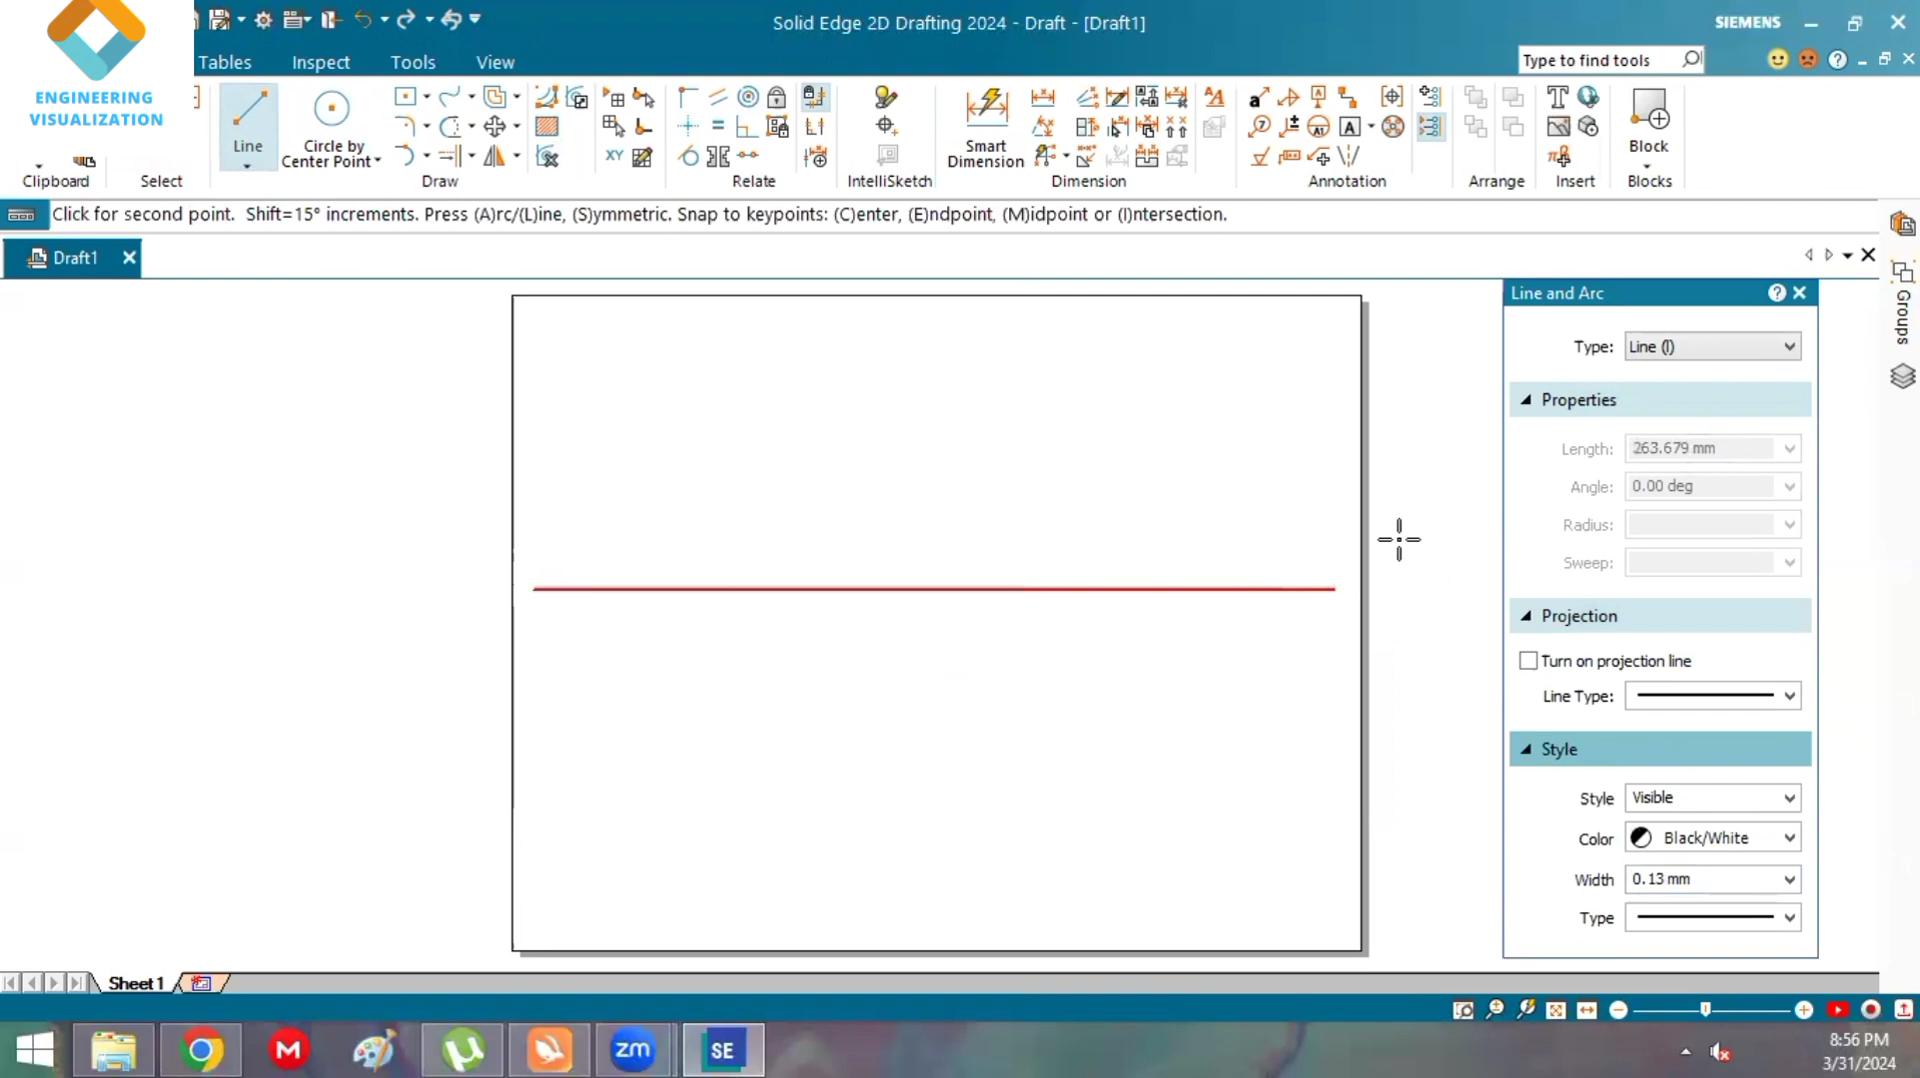 Solid Edge 2D Drafting 2024 - Draft - [Draft1]
SIEMENS
ENGINEERING
VISUALIZATION
Tables
Inspect
Tools
View
Type to find tools
Line
Circle by
Center Point
XY
Smart
Dimension
Block
Clipboard
Select
Draw
Relate
IntelliSketch
Dimension
Annotation
Arrange
Insert
Blocks
Click for second point. Shift=15° increments. Press (A)rc/(L)ine, (S)ymmetric. Snap to keypoints: (C)enter, (E)ndpoint, (M)idpoint or (I)ntersection.
Draft1
Groups
Line and Arc
Type: Line (l)
Properties
Length: 263.679 mm
Angle: 0.00 deg
Radius:
Sweep:
Projection
Turn on projection line
Line Type:
Style
Style Visible
Color Black/White
Width 0.13 mm
Type
Sheet1
zm
SE
8:56 PM
3/31/2024